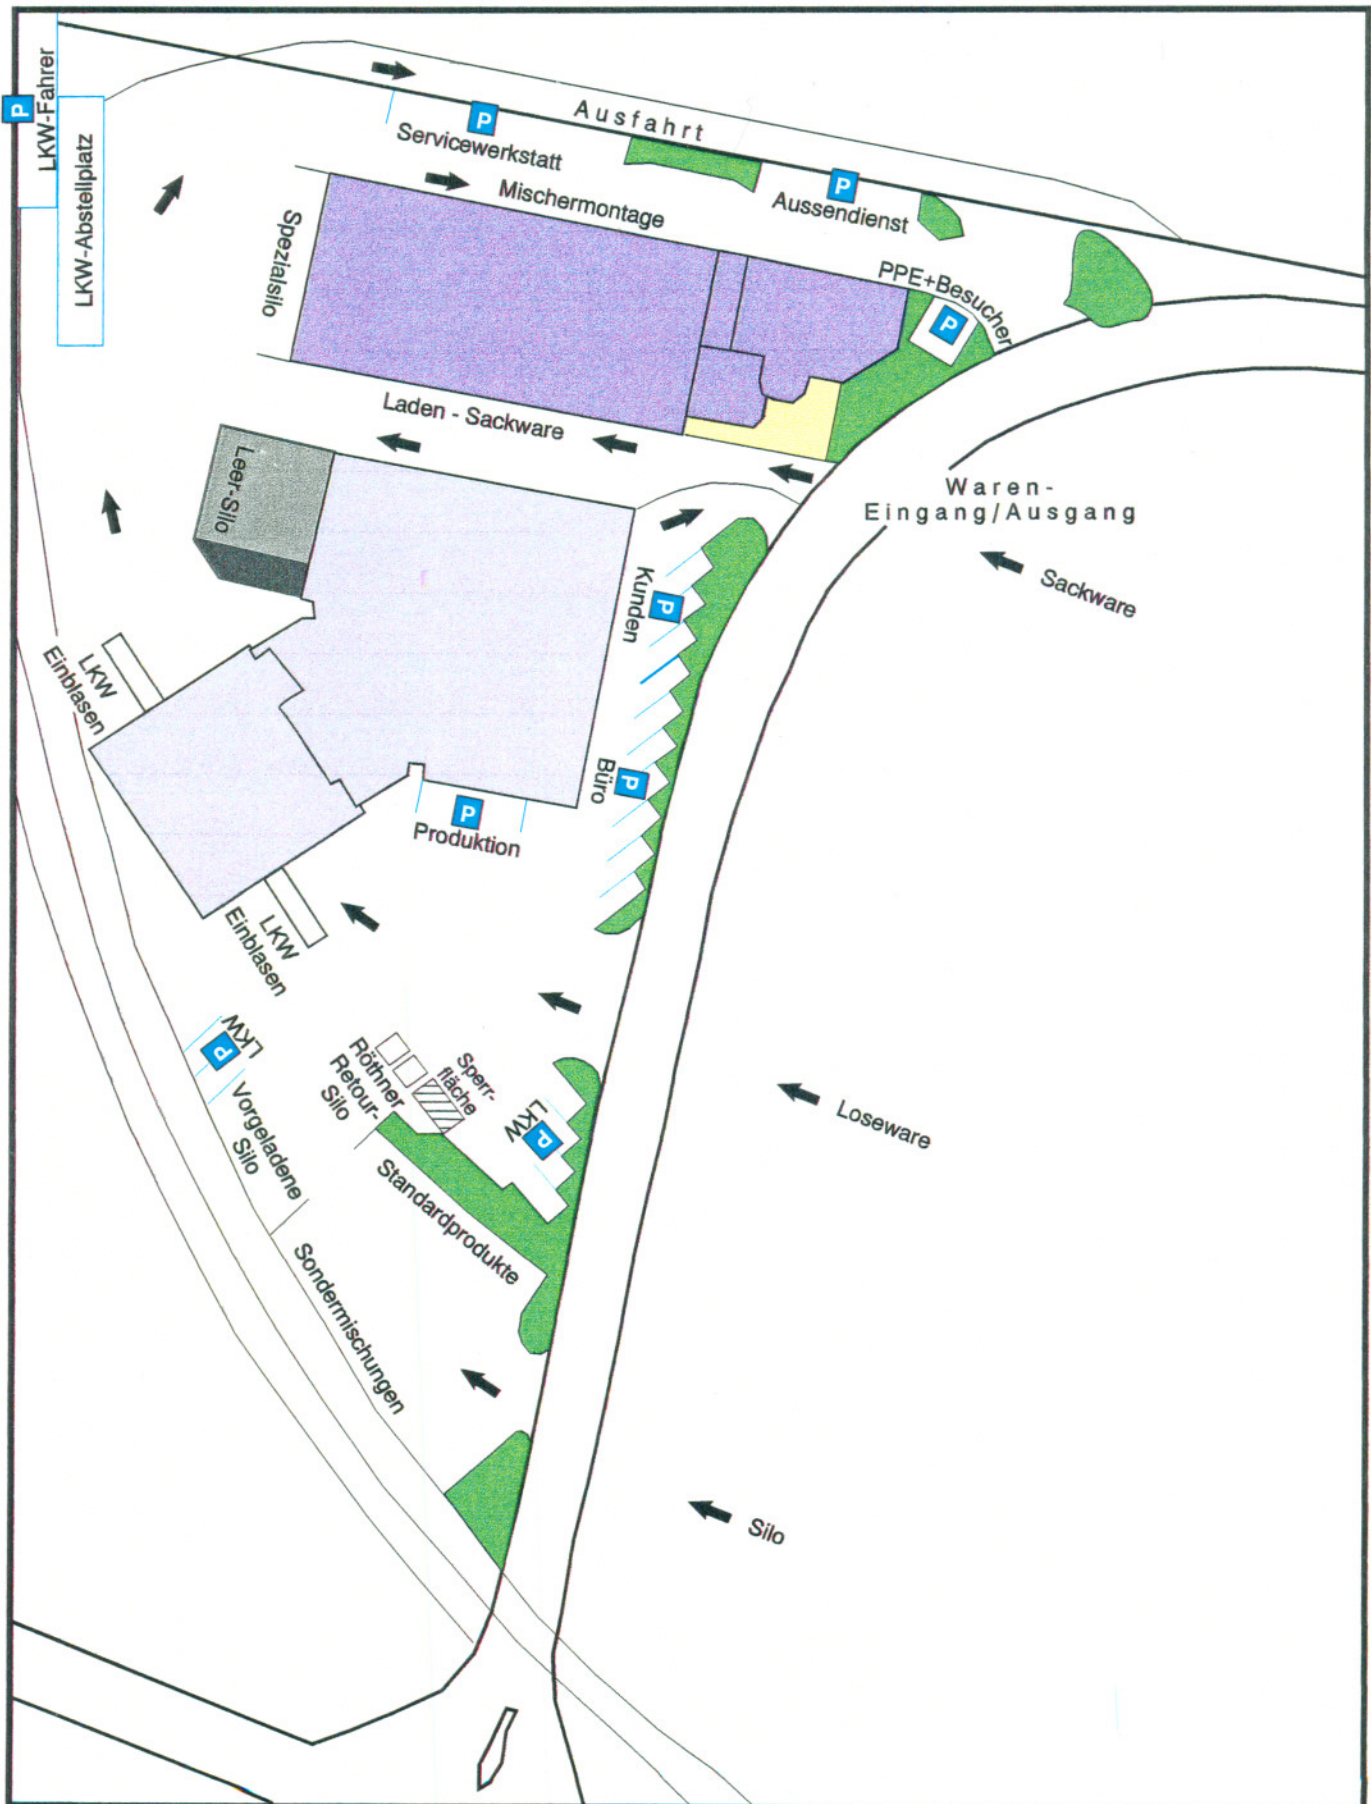 LKW-Fahrer
P
LKW-Abstellplatz
Ausfahrt
P
Servicewerkstatt
P
Aussendienst
Mischermontage
Spezialsilo
PPE+Besucher
P
Laden - Sackware
Leer-Silo
Waren-
Eingang/Ausgang
Sackware
Kunden
P
LKW
Einblasen
Büro
P
P
Produktion
LKW
Einblasen
LKW
P
Vorgeladene
Silo
Röthner
Retour-
Silo
Sperr-
fläche
LKW
P
Loseware
Standardprodukte
Sondermischungen
Silo